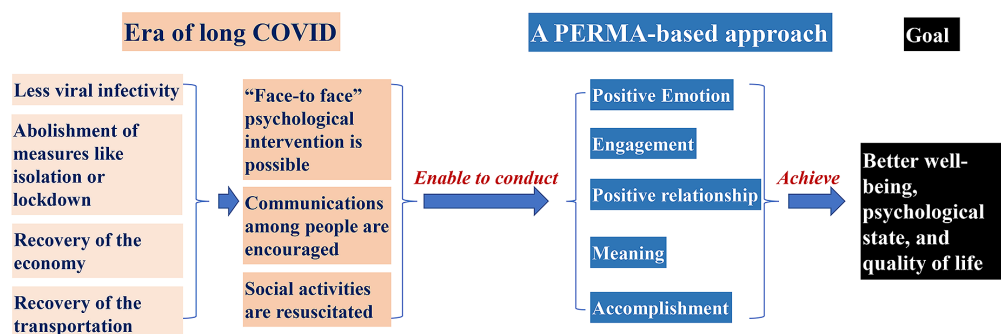 Era of long COVID
A PERMA-based approach
Goal
Less viral infectivity
Abolishment of
measures like
isolation or
lockdown
Recovery of the
economy
Recovery of the
transportation
“Face-to face”
psychological
intervention is
possible
Communications
among people are
encouraged
Social activities
are resuscitated
Enable to conduct
Positive Emotion
Engagement
Positive relationship
Meaning
Accomplishment
Achieve
Better well-
being,
psychological
state, and
quality of life